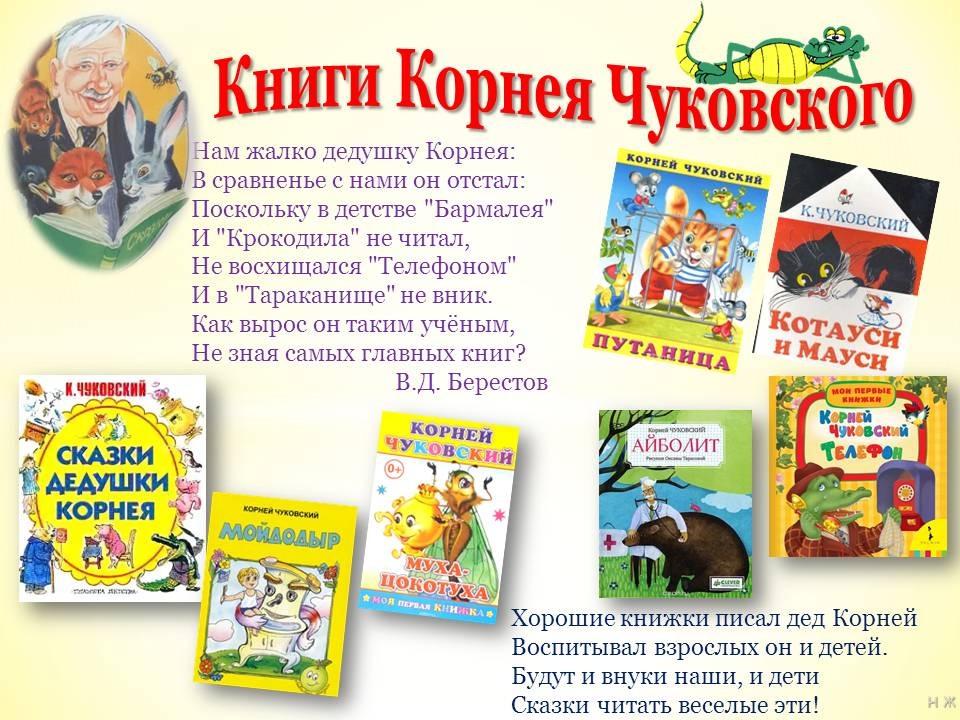 Книги Корнея Чуковского
Нам жалко дедушку Корнея:
В сравненье с нами он отстал:
Поскольку в детстве "Бармалея"
И "Крокодила" не читал,
Не восхищался "Телефоном"
И в "Тараканище" не вник.
Как вырос он таким учёным,
Не зная самых главных книг?
В.Д. Берестов
КОРНЕЙ ЧУКОВСКИЙ
ПУТАНИЦА
К.ЧУКОВСКИЙ
КОТАУСИ
И МАУСИ
К.ЧУКОВСКИЙ
СКАЗКИ
ДЕДУШКИ
КОРНЕЯ
КОРНЕЙ ЧУКОВСКИЙ
МОЙДОДЫР
КОРНЕЙ
ЧУКОВСКИЙ
0+
МУХА-
ЦОКОТУХА
МОЯ ПЕРВАЯ КНИЖКА
Корней ЧУКОВСКИЙ
АЙБОЛИТ
CLEVER
МОИ ПЕРВЫЕ
КНИЖКИ
Корней
Чуковский
Телефон
Хорошие книжки писал дед Корней
Воспитывал взрослых он и детей.
Будут и внуки наши, и дети
Сказки читать веселые эти!
Н Ж